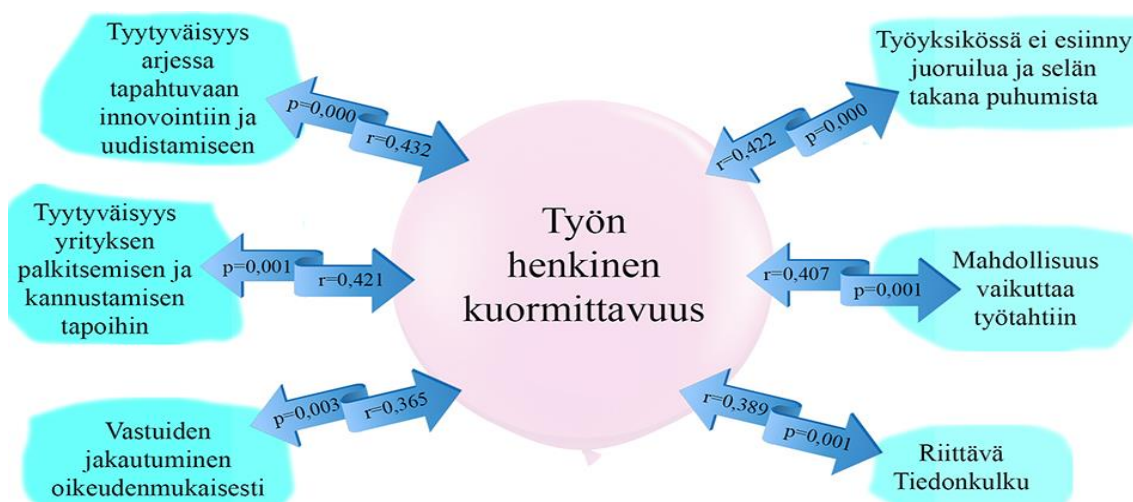 Tyytyväisyys
arjessa
tapahtuvaan
innovointiin ja
uudistamiseen
p=0,000
r=0,432
Tyytyväisyys
yrityksen
palkitsemisen ja
kannustamisen
tapoihin
p=0,001
r=0,421
Vastuiden
jakautuminen
oikeudenmukaisesti
p=0,003
r=0,365
Työn
henkinen
kuormittavuus
Työyksikössä ei esiinny
juoruilua ja selän
takana puhumista
r=0,422
p=0,000
Mahdollisuus
vaikuttaa
työtahtiin
r=0,407
p=0,001
Riittävä
Tiedonkulku
r=0,389
p=0,001